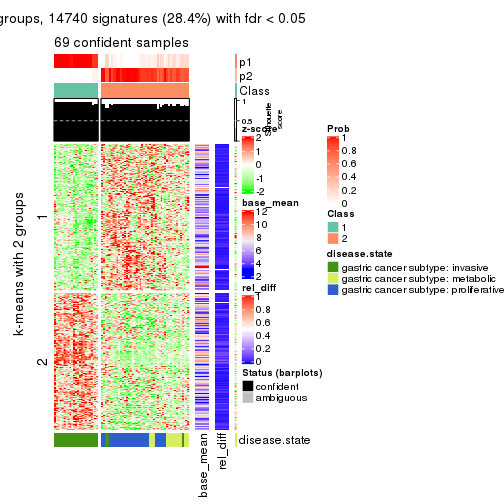 groups, 14740 signatures (28.4%) with fdr < 0.05
69 confident samples
p1
p2
Class
1
0.5
Silhouette
score
k-means with 2 groups
1
2
z-score
2
1
0
-1
-2
base_mean
12
10
8
6
4
2
rel_diff
1
0.8
0.6
0.4
0.2
0
Status (barplots)
confident
ambiguous
Prob
1
0.8
0.6
0.4
0.2
0
Class
1
2
disease.state
gastric cancer subtype: invasive
gastric cancer subtype: metabolic
gastric cancer subtype: proliferative
disease.state
base_mean
rel_diff